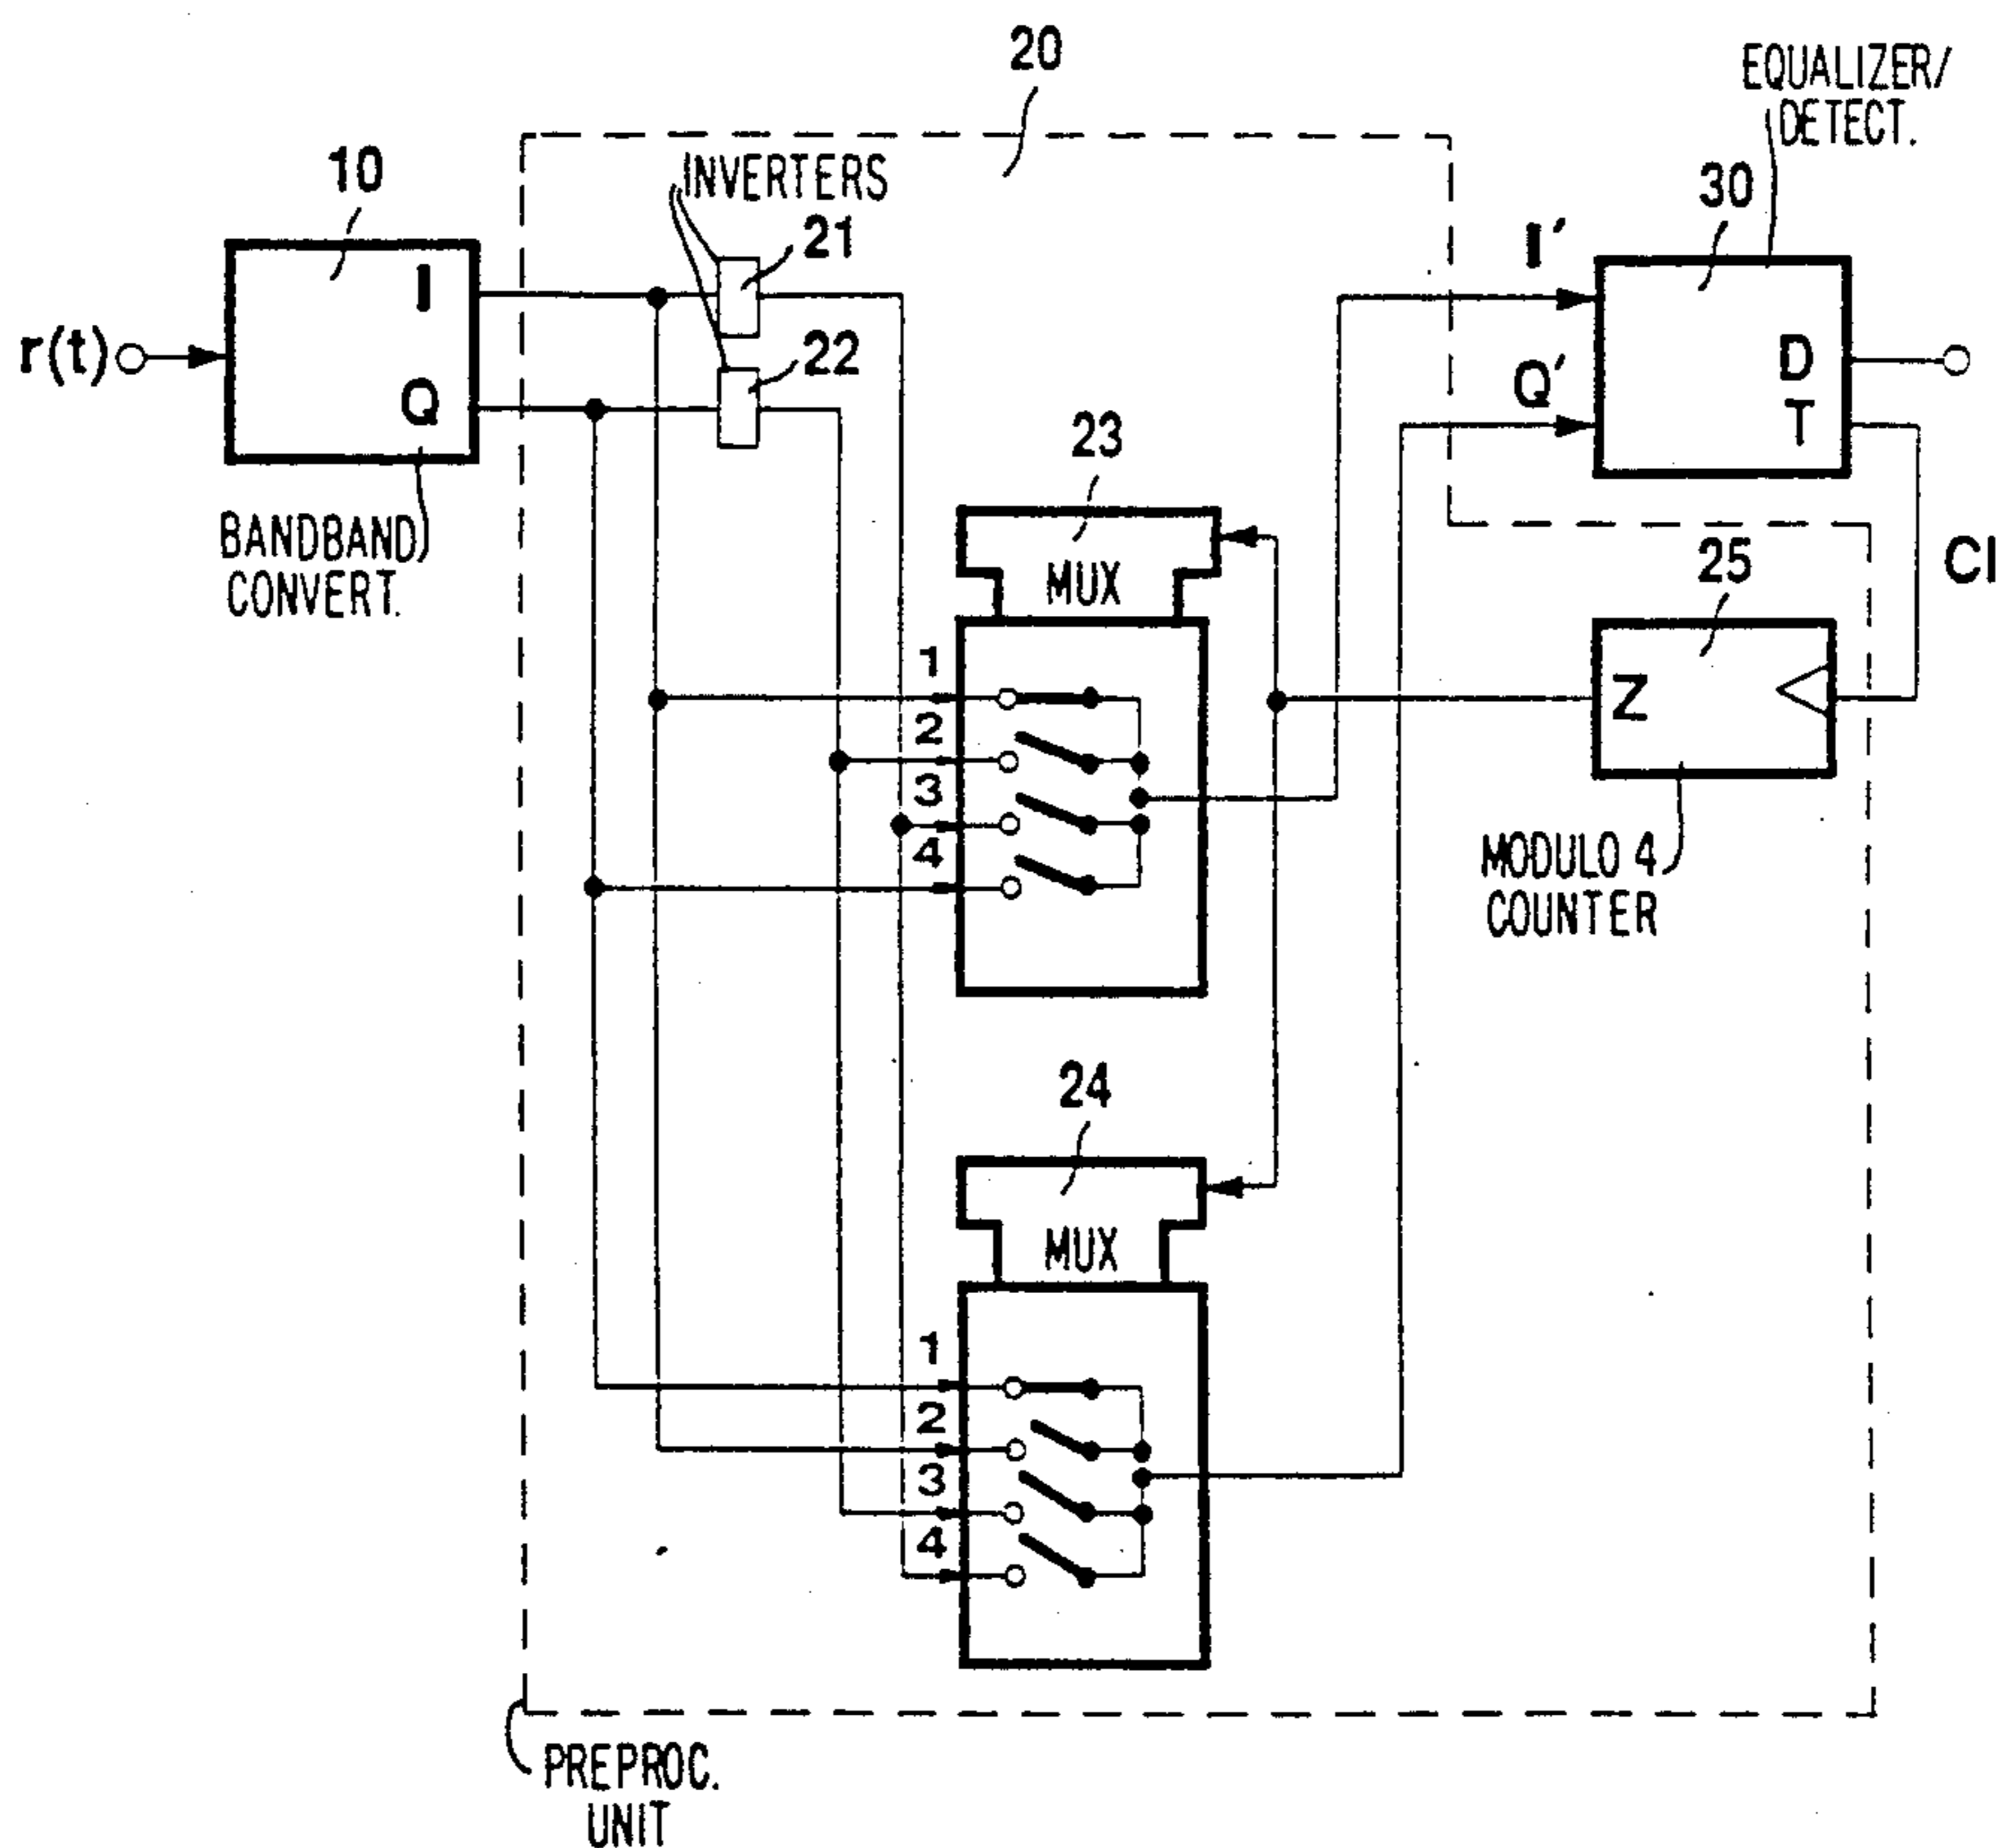 20
EQUALIZER/
DETECT.
10
INVERTERS
21
30
I
I′
r(t)
22
Q
Q′
D
T
23
BANDBAND
CONVERT.
MUX
25
Cl
1
2
3
4
Z
MODULO 4
COUNTER
24
MUX
1
2
3
4
PREPROC.
UNIT